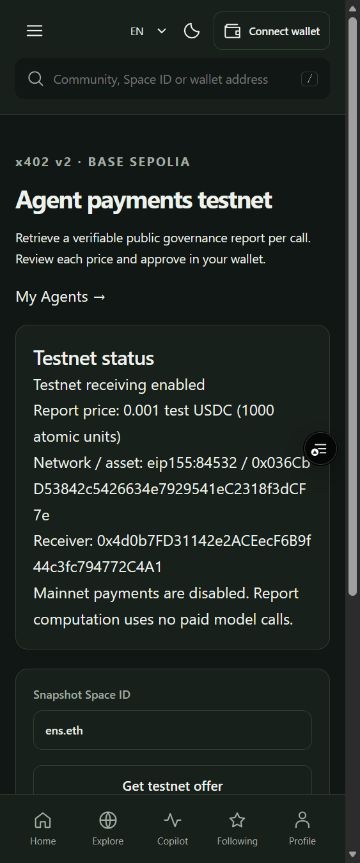 EN
Connect wallet
Community, Space ID or wallet address
/
x402 v2 · BASE SEPOLIA
Agent payments testnet
Retrieve a verifiable public governance report per call.
Review each price and approve in your wallet.
My Agents →
Testnet status
Testnet receiving enabled
Report price: 0.001 test USDC (1000
atomic units)
Network / asset: eip155:84532 / 0x036Cb
D53842c5426634e7929541eC2318f3dCF
7e
Receiver: 0x4d0b7FD31142e2ACEecF6B9f
44c3fc794772C4A1
Mainnet payments are disabled. Report
computation uses no paid model calls.
Snapshot Space ID
ens.eth
Get testnet offer
Home
Explore
Copilot
Following
Profile